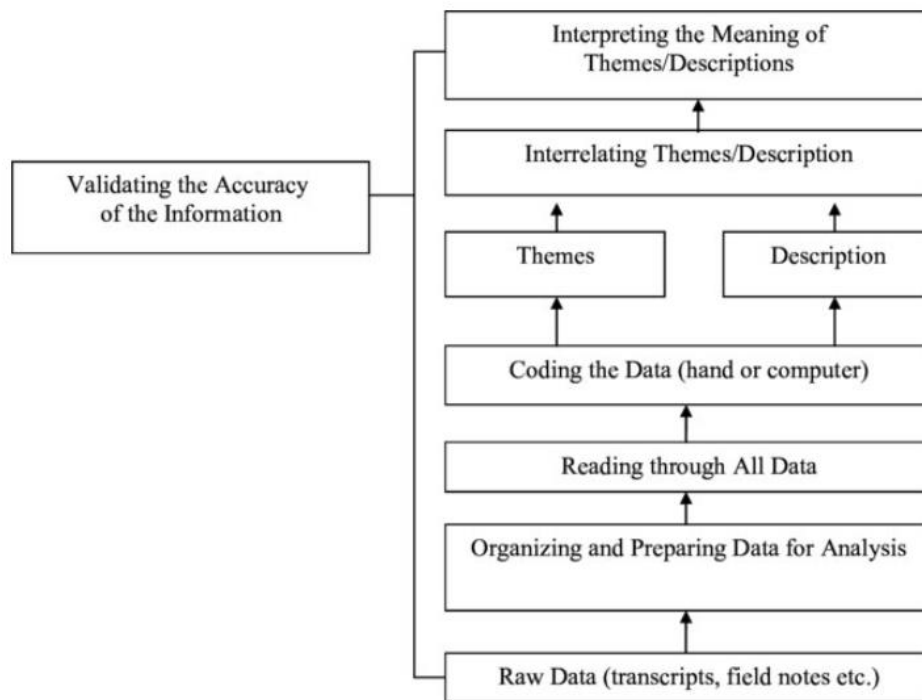 Interpreting the Meaning of
Themes/Descriptions
Interrelating Themes/Description
Validating the Accuracy
of the Information
Themes
Description
Coding the Data (hand or computer)
Reading through All Data
Organizing and Preparing Data for Analysis
Raw Data (transcripts, field notes etc.)